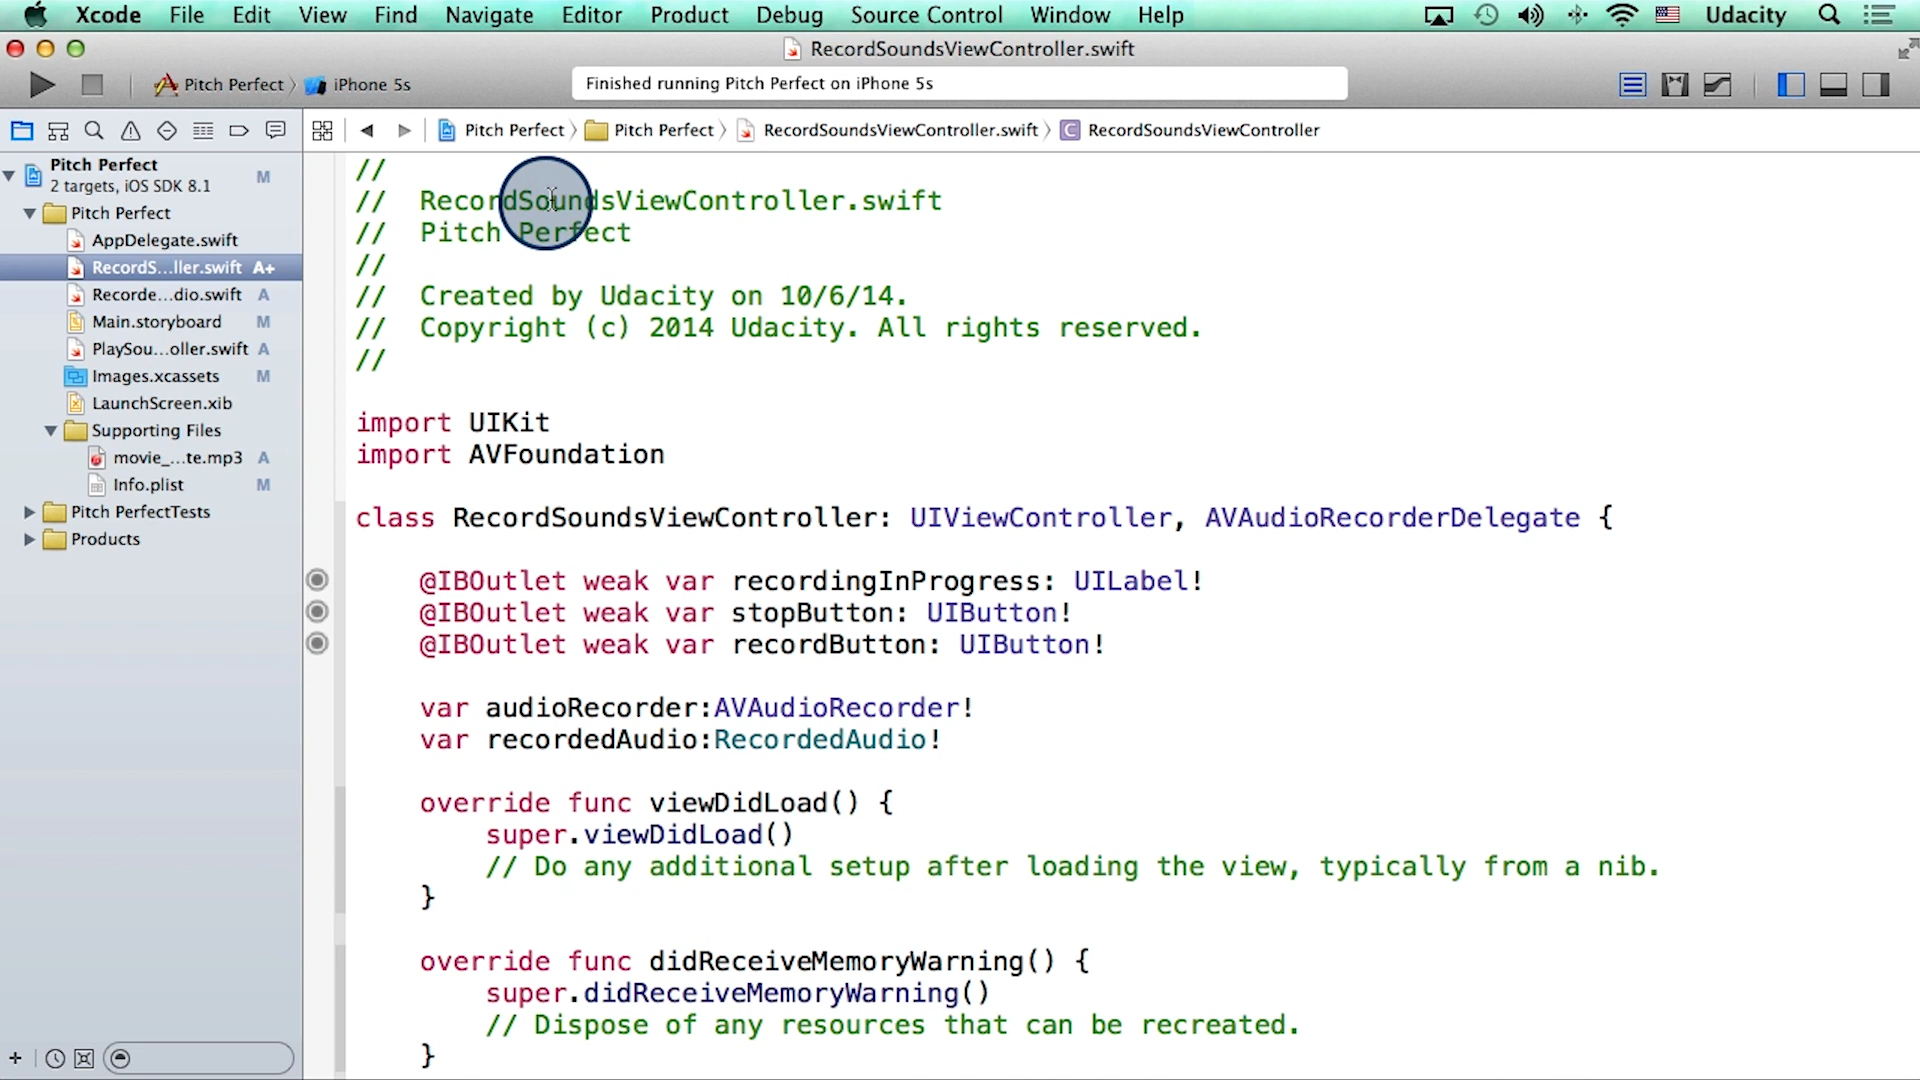 Xcode File Edit View Find Navigate Editor Product Debug Source Control Window Help Udacity
RecordSoundsViewController.swift
Pitch Perfect iPhone 5s
Finished running Pitch Perfect on iPhone 5s
Pitch Perfect Pitch Perfect RecordSoundsViewController.swift C RecordSoundsViewController
Pitch Perfect
2 targets, iOS SDK 8.1 M
Pitch Perfect
AppDelegate.swift
RecordS...ller.swift A+
Recorde...dio.swift A
Main.storyboard M
PlaySou...oller.swift A
Images.xcassets M
LaunchScreen.xib
Supporting Files
movie_...te.mp3 A
Info.plist M
Pitch PerfectTests
Products
//
// RecordSoundsViewController.swift
// Pitch Perfect
//
// Created by Udacity on 10/6/14.
// Copyright (c) 2014 Udacity. All rights reserved.
//
import UIKit
import AVFoundation
class RecordSoundsViewController: UIViewController, AVAudioRecorderDelegate {
@IBOutlet weak var recordingInProgress: UILabel!
@IBOutlet weak var stopButton: UIButton!
@IBOutlet weak var recordButton: UIButton!
var audioRecorder:AVAudioRecorder!
var recordedAudio:RecordedAudio!
override func viewDidLoad() {
super.viewDidLoad()
// Do any additional setup after loading the view, typically from a nib.
}
override func didReceiveMemoryWarning() {
super.didReceiveMemoryWarning()
// Dispose of any resources that can be recreated.
}